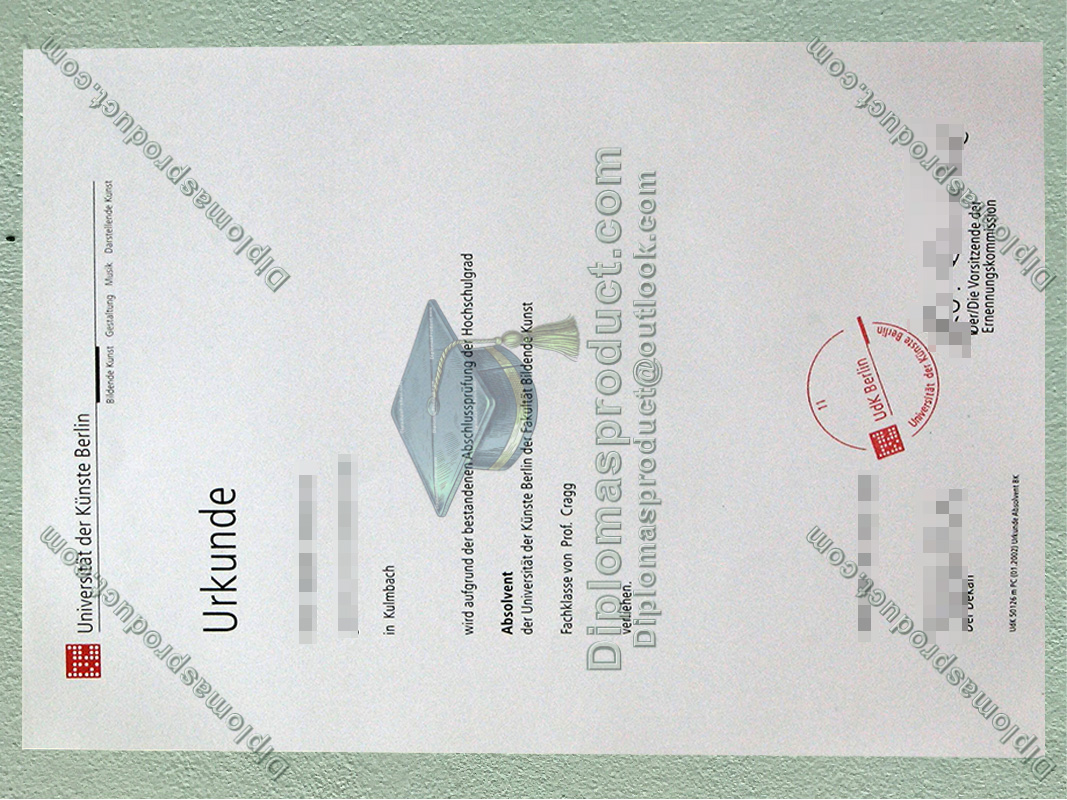 Universität der Künste Berlin
Bildende Kunst Gestaltung Musik Darstellende Kunst
Urkunde
in Kulmbach
wird aufgrund der bestandenen Abschlussprüfung der Hochschulgrad
Absolvent
der Universität der Künste Berlin der Fakultät Bildende Kunst
Fachklasse von Prof. Cragg
verliehen.
11
UdK Berlin
Universität der Künste Berlin
Der Dekan
Der/Die Vorsitzende der
Ernennungskommission
UdK 50126 m PC (01.2002) Urkunde Absolvent BK
Diplomasproduct.com
Diplomasproduct@outlook.com
Diplomasproduct.com
Diplomasproduct.com
Diplomasproduct.com
Diplomasproduct.com